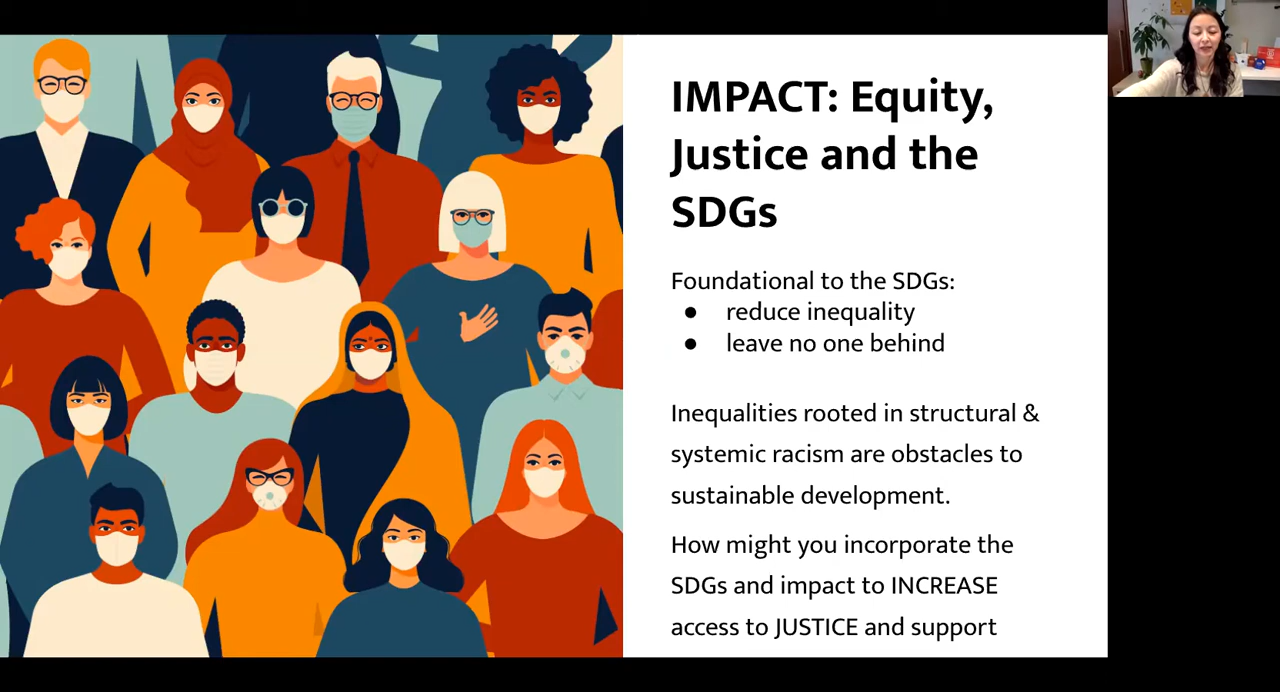 IMPACT: Equity,
Justice and the
SDGs
Foundational to the SDGs:
● reduce inequality
● leave no one behind
Inequalities rooted in structural &
systemic racism are obstacles to
sustainable development.
How might you incorporate the
SDGs and impact to INCREASE
access to JUSTICE and support